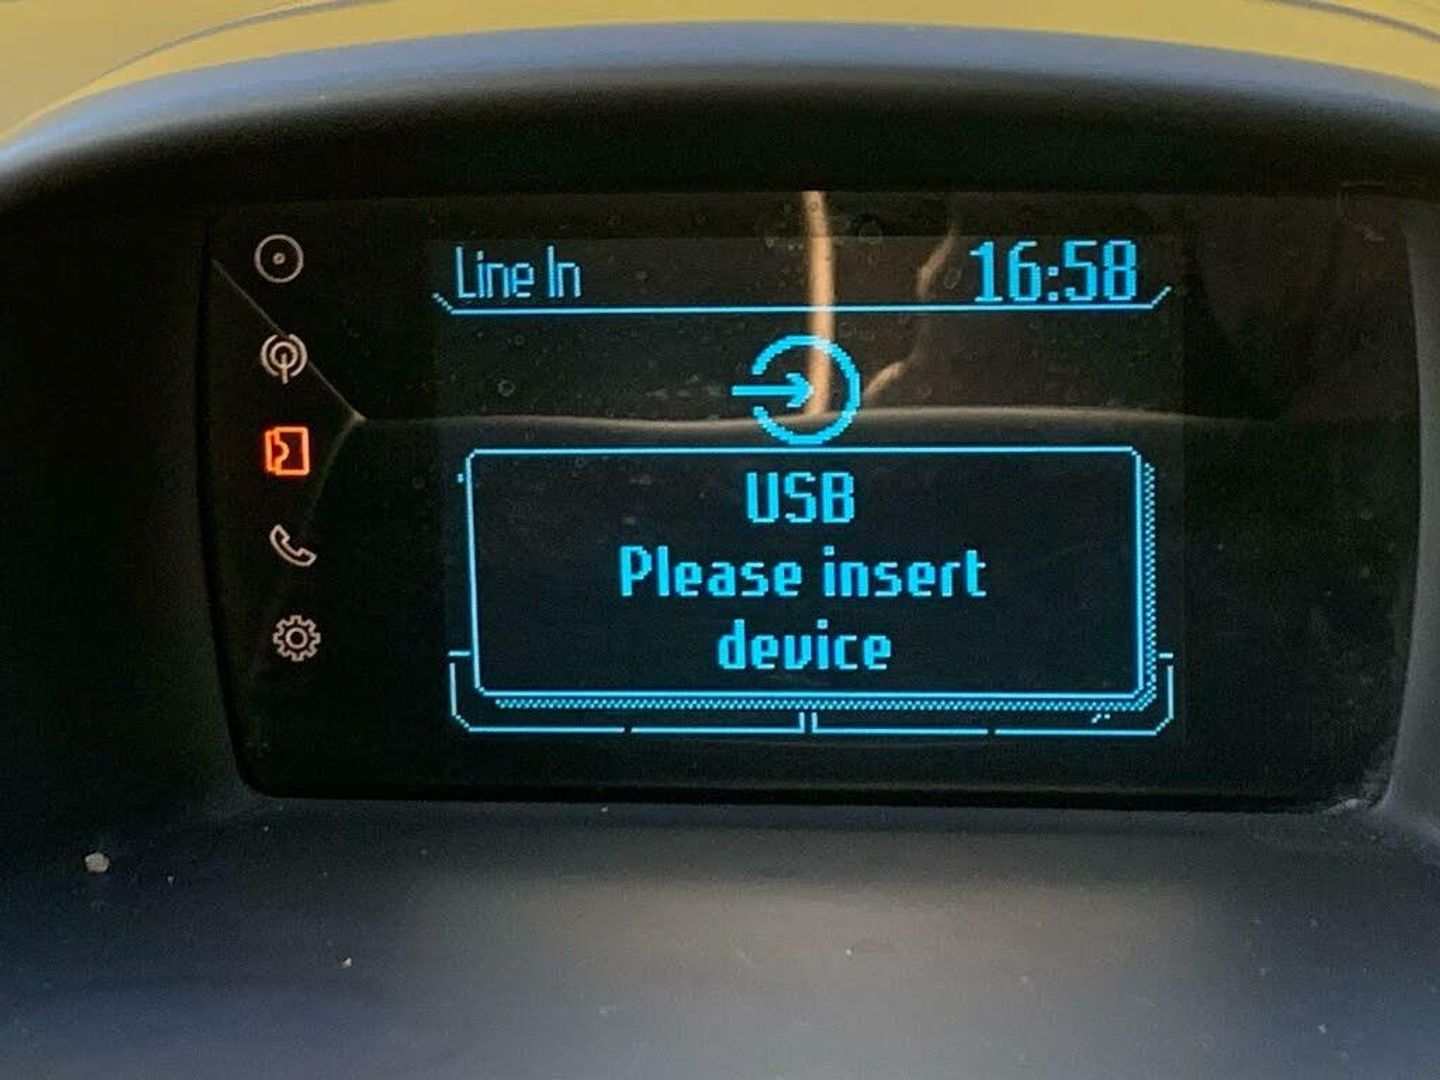 Line In 16:58
USB
Please insert
device